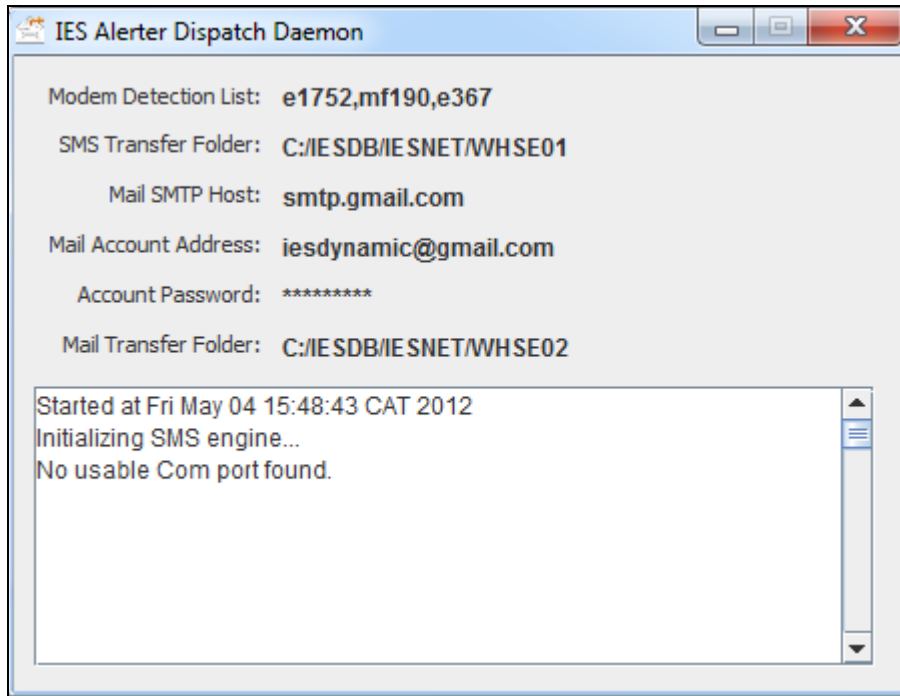 IES Alerter Dispatch Daemon
Modem Detection List: e1752,mf190,e367
SMS Transfer Folder: C:/IESDB/IESNET/WHSE01
Mail SMTP Host: smtp.gmail.com
Mail Account Address: iesdynamic@gmail.com
Account Password: *********
Mail Transfer Folder: C:/IESDB/IESNET/WHSE02
Started at Fri May 04 15:48:43 CAT 2012
Initializing SMS engine...
No usable Com port found.